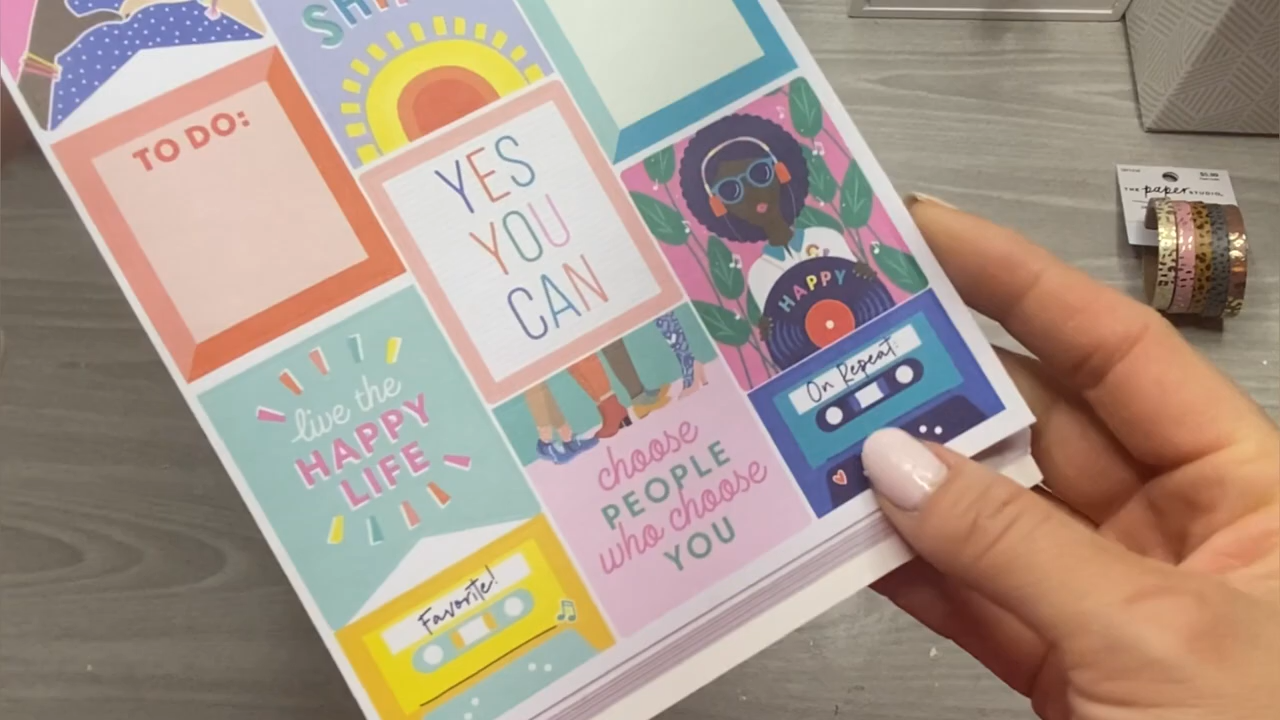 TO DO:
YES
YOU
CAN
HAPPY
On Repeat:
live the
HAPPY
LIFE
choose
PEOPLE
who choose
YOU
Favorite!
THE paper STUDIO